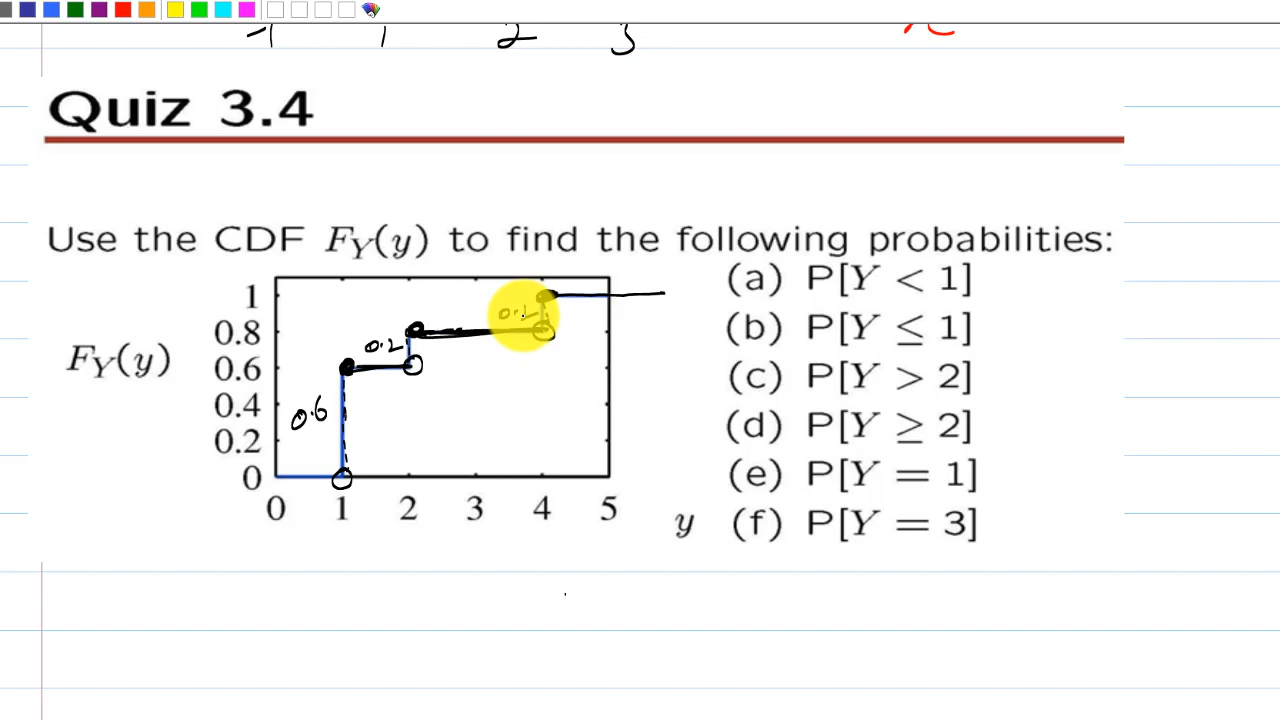 -1 1 2 3
Quiz 3.4
Use the CDF F_Y(y) to find the following probabilities:
F_Y(y)
1
0.8
0.6
0.4
0.2
0
0 1 2 3 4 5
y
0.6
0.2
(a) P[Y < 1]
(b) P[Y ≤ 1]
(c) P[Y > 2]
(d) P[Y ≥ 2]
(e) P[Y = 1]
(f) P[Y = 3]